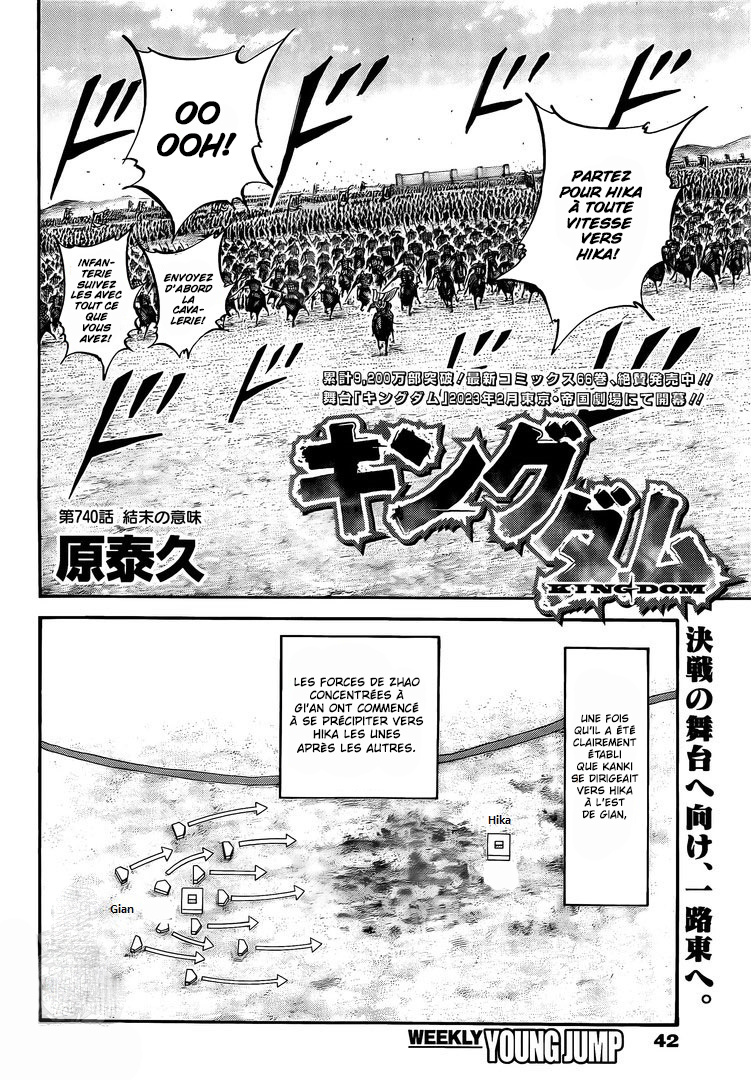 OO
OOH!
PARTEZ
POUR HIKA
À TOUTE
VITESSE
VERS
HIKA!
ENVOYEZ
D'ABORD
LA
CAVA-
LERIE!
INFAN-
TERIE
SUIVEZ
LES AVEC
TOUT CE
QUE
VOUS
AVEZ!
ドドドド
ドドド
累計9,200万部突破！最新コミックス66巻、絶賛発売中！！
舞台「キングダム」2023年2月東京・帝国劇場にて開幕！！
キングダム
KINGDOM
第740話 結末の意味
原泰久
決戦の舞台へ向け、一路東へ。
UNE FOIS
QU'IL A ÉTÉ
CLAIREMENT
ÉTABLI
QUE KANKI
SE DIRIGEAIT
VERS HIKA
À L'EST
DE GIAN,
LES FORCES DE ZHAO
CONCENTRÉES À
GI'AN ONT COMMENCÉ
À SE PRÉCIPITER VERS
HIKA LES UNES
APRÈS LES AUTRES.
Hika
Gian
WEEKLY YOUNG JUMP 42